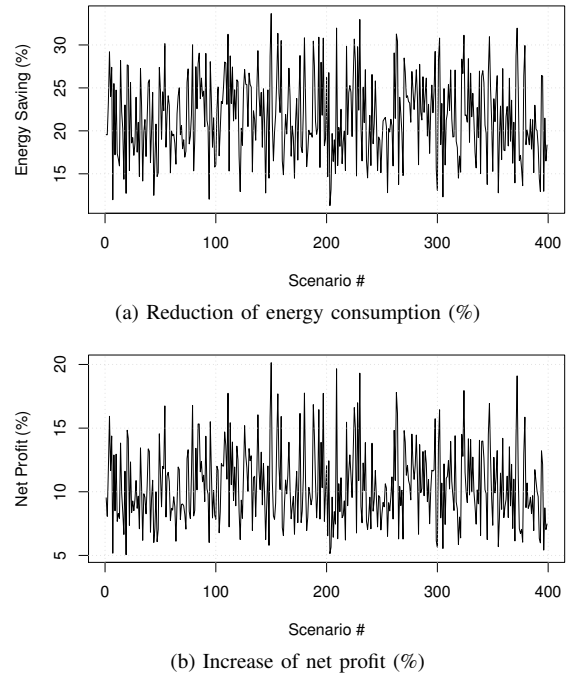 30
25
20
15
Energy Saving (%)
0 100 200 300 400
Scenario #
(a) Reduction of energy consumption (%)
20
15
10
5
Net Profit (%)
0 100 200 300 400
Scenario #
(b) Increase of net profit (%)